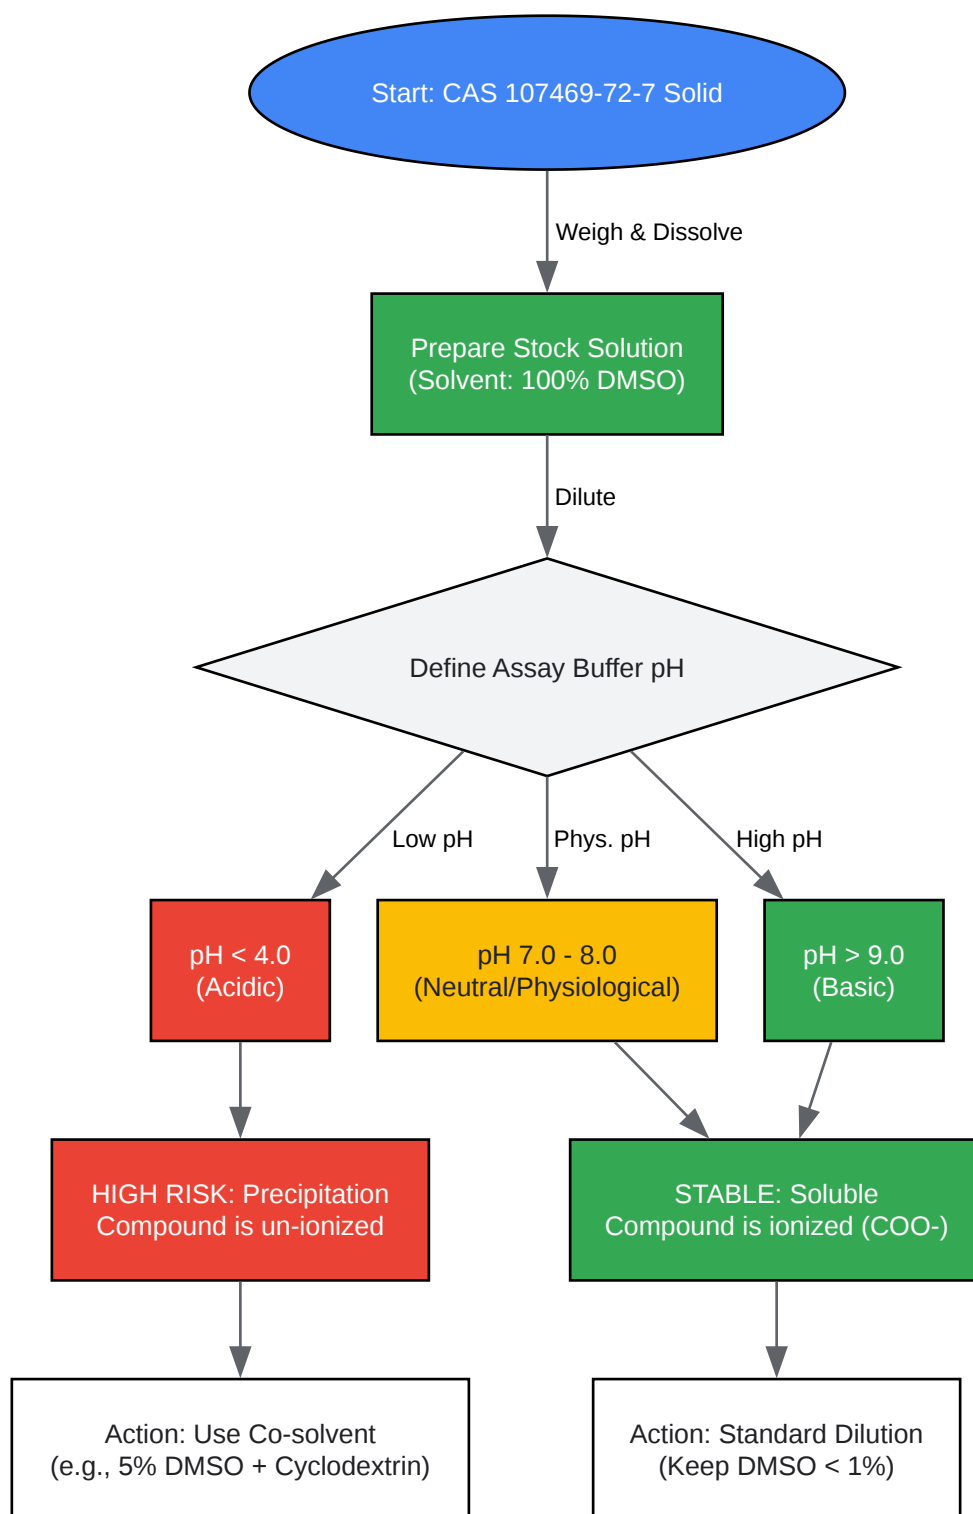 Start: CAS 107469-72-7 Solid
Weigh & Dissolve
Prepare Stock Solution
(Solvent: 100% DMSO)
Dilute
Define Assay Buffer pH
Low pH
Phys. pH
High pH
pH < 4.0
(Acidic)
pH 7.0 - 8.0
(Neutral/Physiological)
pH > 9.0
(Basic)
HIGH RISK: Precipitation
Compound is un-ionized
STABLE: Soluble
Compound is ionized (COO-)
Action: Use Co-solvent
(e.g., 5% DMSO + Cyclodextrin)
Action: Standard Dilution
(Keep DMSO < 1%)